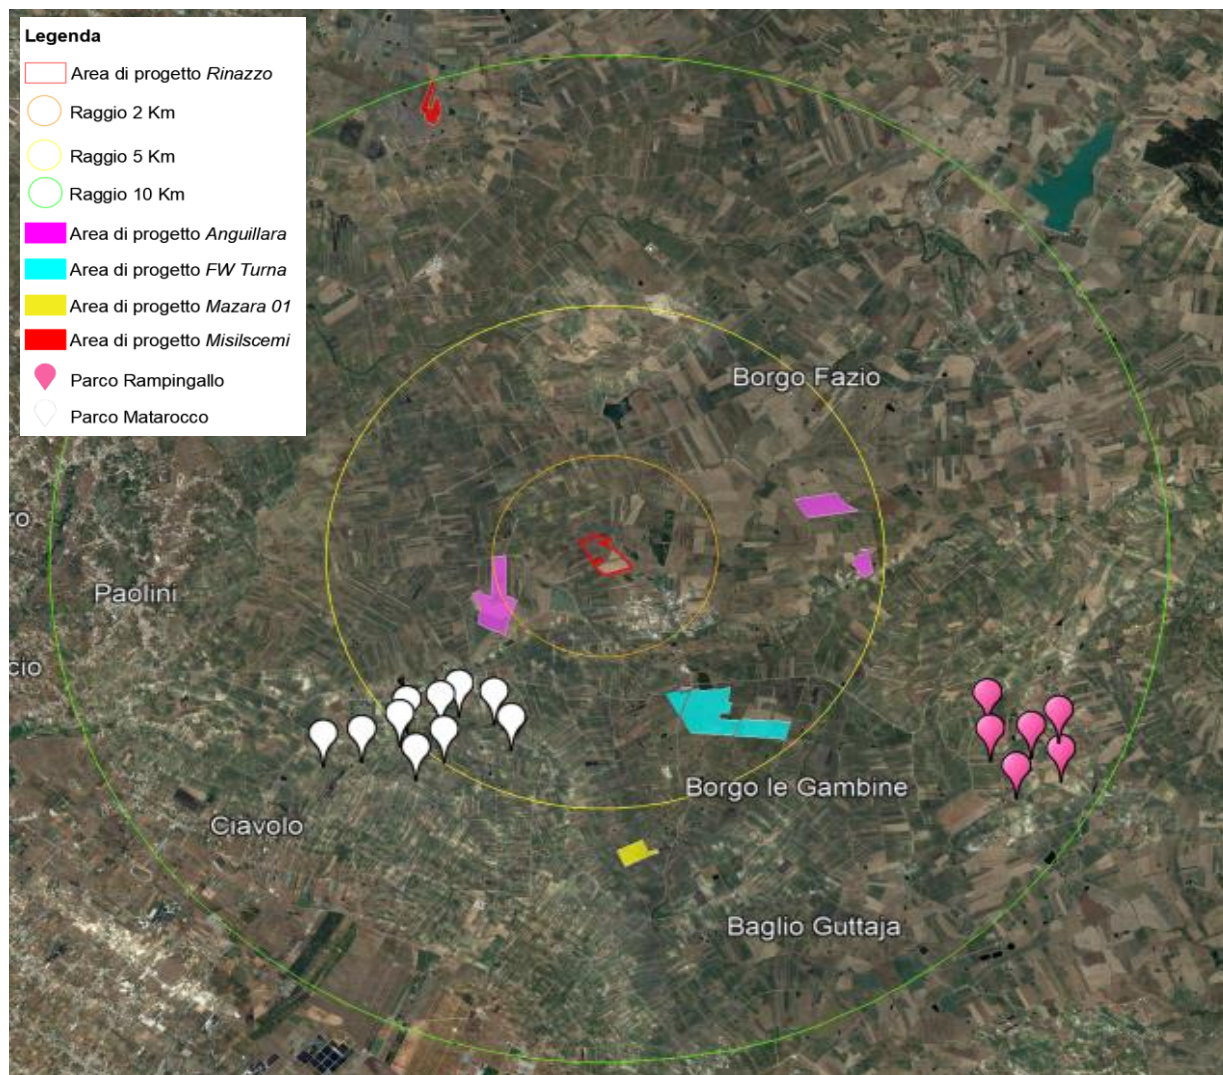 Legenda
Area di progetto Rinazzo
Raggio 2 Km
Raggio 5 Km
Raggio 10 Km
Area di progetto Anguillara
Area di progetto FW Turna
Area di progetto Mazara 01
Area di progetto Misilscemi
Parco Rampingallo
Parco Matarocco
Borgo Fazio
ro
Paolini
cio
Borgo le Gambine
Ciavolo
Baglio Guttaja